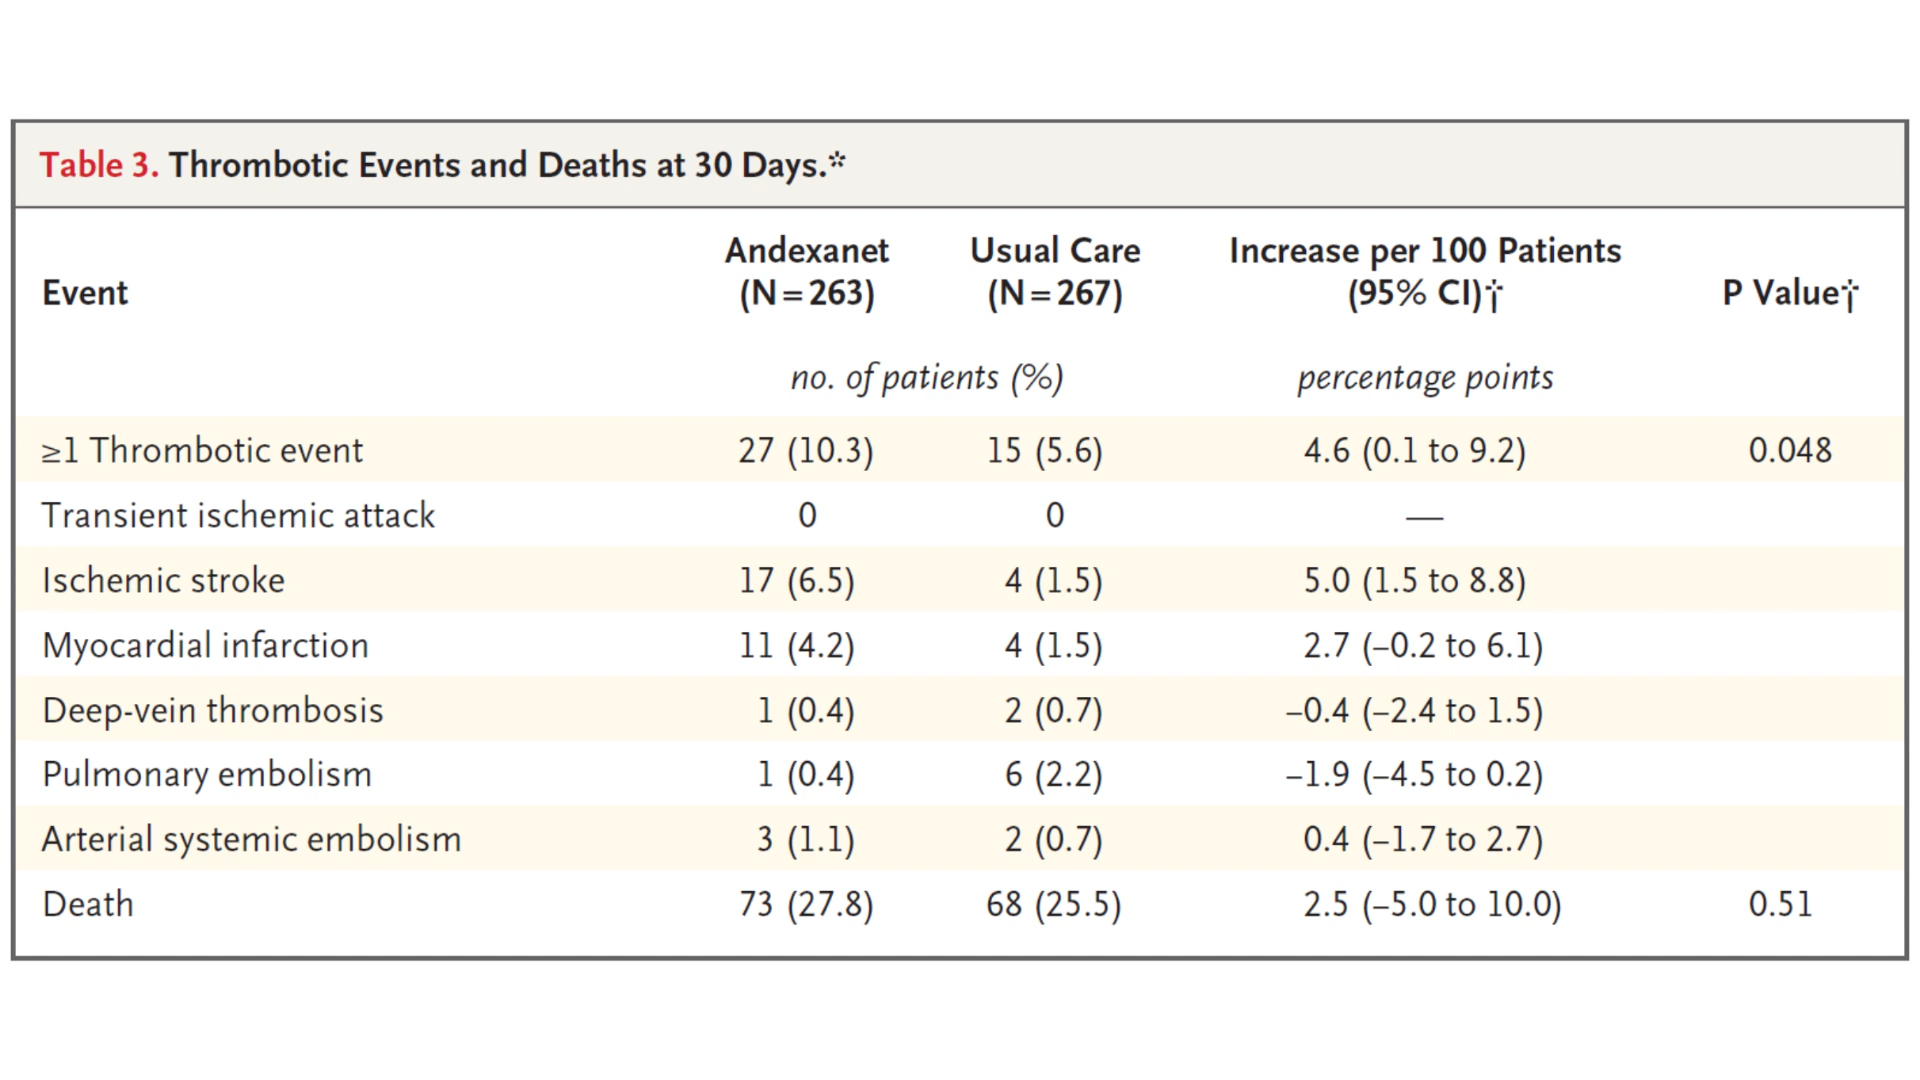 Table 3. Thrombotic Events and Deaths at 30 Days.*
Event Andexanet (N=263) Usual Care (N=267) Increase per 100 Patients (95% CI)† P Value†
no. of patients (%) percentage points
≥1 Thrombotic event 27 (10.3) 15 (5.6) 4.6 (0.1 to 9.2) 0.048
Transient ischemic attack 0 0 —
Ischemic stroke 17 (6.5) 4 (1.5) 5.0 (1.5 to 8.8)
Myocardial infarction 11 (4.2) 4 (1.5) 2.7 (–0.2 to 6.1)
Deep-vein thrombosis 1 (0.4) 2 (0.7) –0.4 (–2.4 to 1.5)
Pulmonary embolism 1 (0.4) 6 (2.2) –1.9 (–4.5 to 0.2)
Arterial systemic embolism 3 (1.1) 2 (0.7) 0.4 (–1.7 to 2.7)
Death 73 (27.8) 68 (25.5) 2.5 (–5.0 to 10.0) 0.51